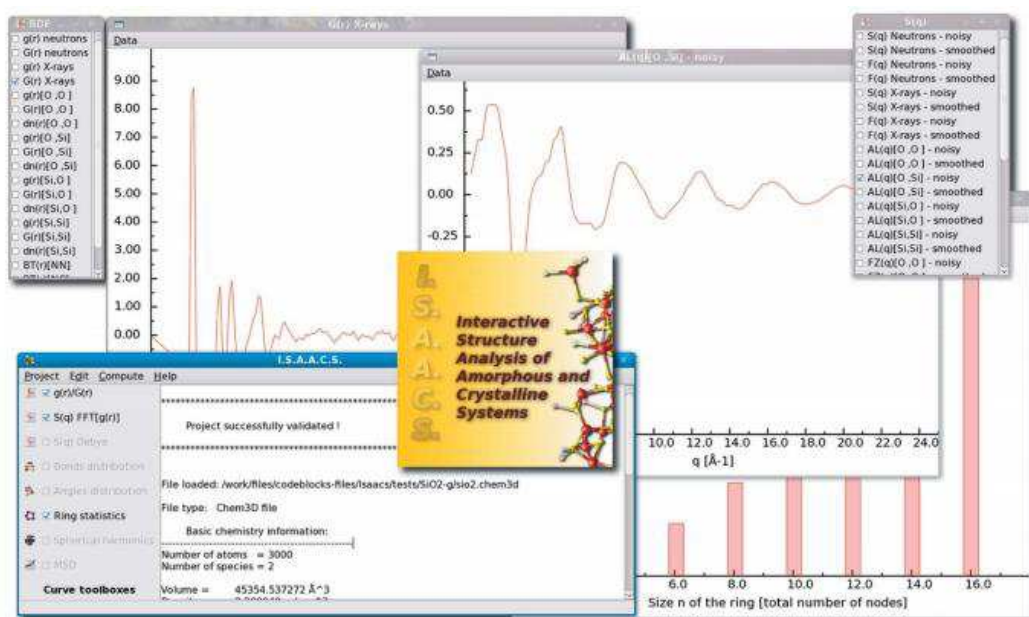 RDF
g(r) neutrons
G(r) neutrons
g(r) X-rays
G(r) X-rays
g(r)[O ,O ]
G(r)[O ,O ]
dn(r)[O ,O ]
g(r)[O ,Si]
G(r)[O ,Si]
dn(r)[O ,Si]
g(r)[Si,O ]
G(r)[Si,O ]
dn(r)[Si,O ]
g(r)[Si,Si]
G(r)[Si,Si]
dn(r)[Si,Si]
BT(r)[NN]
G(r) X-rays
Data
9.00
8.00
7.00
6.00
5.00
4.00
3.00
2.00
1.00
0.00
AL(q)[O ,Si] - noisy
Data
0.50
0.25
0.00
-0.25
10.0 12.0 14.0 16.0 18.0 20.0 22.0 24.0
q [Å-1]
S(q)
S(q) Neutrons - noisy
S(q) Neutrons - smoothed
F(q) Neutrons - noisy
F(q) Neutrons - smoothed
S(q) X-rays - noisy
S(q) X-rays - smoothed
F(q) X-rays - noisy
F(q) X-rays - smoothed
AL(q)[O ,O ] - noisy
AL(q)[O ,O ] - smoothed
AL(q)[O ,Si] - noisy
AL(q)[O ,Si] - smoothed
AL(q)[Si,O ] - noisy
AL(q)[Si,O ] - smoothed
AL(q)[Si,Si] - noisy
AL(q)[Si,Si] - smoothed
FZ(q)[O ,O ] - noisy
I.
S.
A.
A.
C.
S.
Interactive
Structure
Analysis of
Amorphous and
Crystalline
Systems
I.S.A.A.C.S.
Project Edit Compute Help
g(r)/G(r)
S(q) FFT[g(r)]
S(q) Debye
Bonds distribution
Angles distribution
Ring statistics
Spherical harmonics
MSD
Curve toolboxes
Project successfully validated !
File loaded: /work/files/codeblocks-files/Isaacs/tests/SiO2-g/sio2.chem3d
File type: Chem3D file
Basic chemistry information:
Number of atoms = 3000
Number of species = 2
Volume = 45354.537272 Å^3
6.0 8.0 10.0 12.0 14.0 16.0
Size n of the ring [total number of nodes]